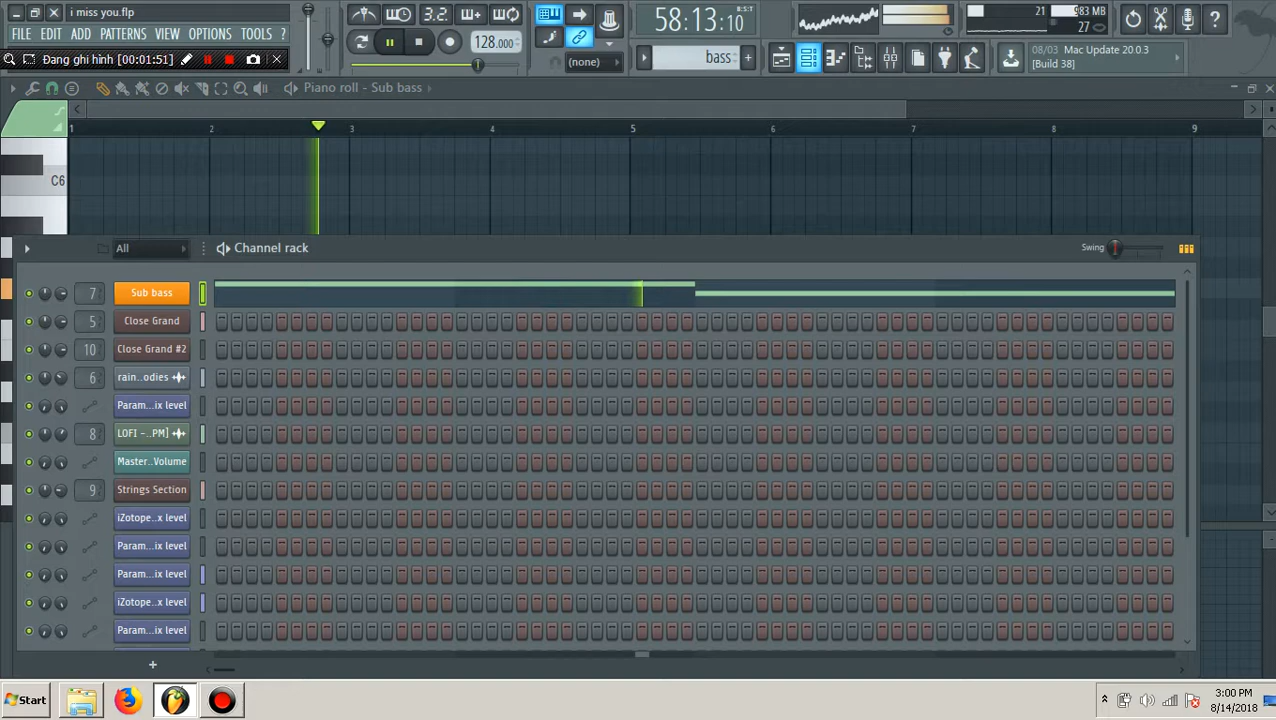 i miss you.flp
FILE EDIT ADD PATTERNS VIEW OPTIONS TOOLS ?
3.2.
128.000
58:13:10
B:S:T
(none)
bass
21 983 MB
27
08/03 Mac Update 20.0.3
[Build 38]
Đang ghi hình [00:01:51]
Piano roll - Sub bass
1 2 3 4 5 6 7 8 9
C6
All
Channel rack
Swing
7 Sub bass
5 Close Grand
10 Close Grand #2
6 rain..odies
Param...ix level
8 LOFI -..PM]
Master..Volume
9 Strings Section
iZotope..x level
Param...ix level
Param...ix level
iZotope..x level
Param...ix level
+
Start
3:00 PM
8/14/2018